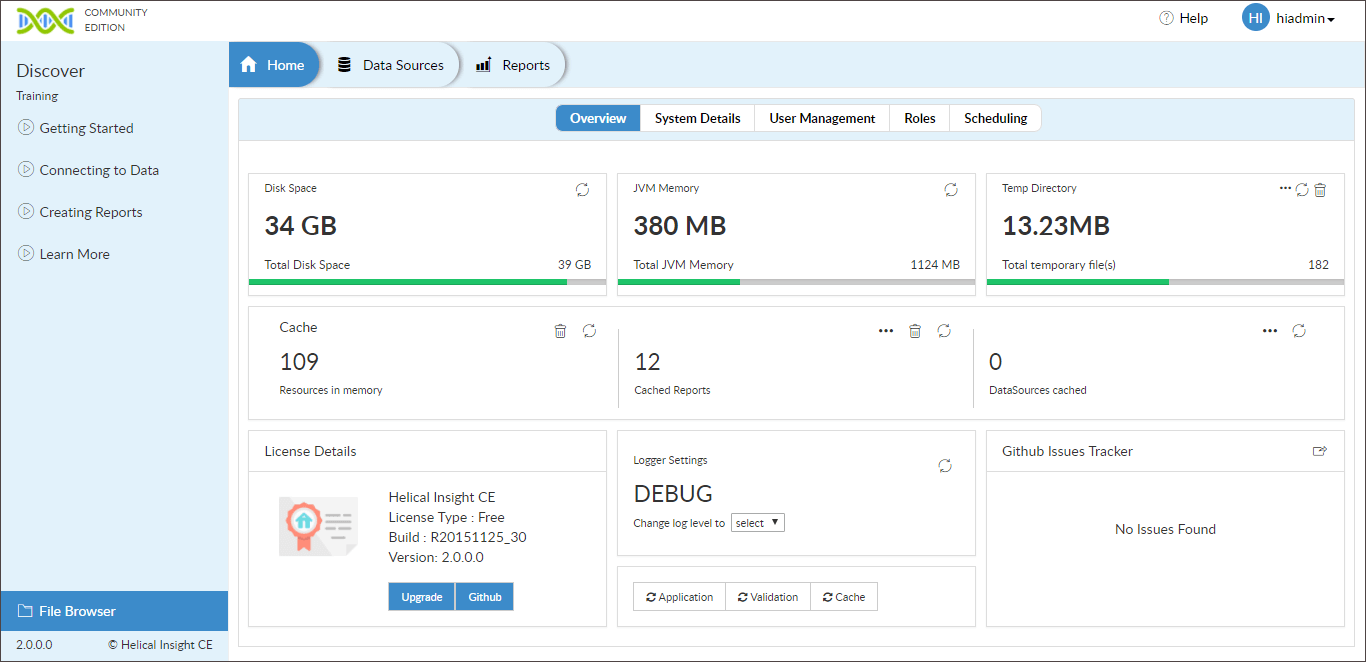 COMMUNITY
EDITION
Help
HI
hiadmin
Discover
Training
Getting Started
Connecting to Data
Creating Reports
Learn More
File Browser
2.0.0.0
© Helical Insight CE
Home
Data Sources
Reports
Overview
System Details
User Management
Roles
Scheduling
Disk Space
34 GB
Total Disk Space
39 GB
JVM Memory
380 MB
Total JVM Memory
1124 MB
Temp Directory
13.23MB
Total temporary file(s)
182
Cache
109
Resources in memory
12
Cached Reports
0
DataSources cached
License Details
Helical Insight CE
License Type : Free
Build : R20151125_30
Version: 2.0.0.0
Upgrade
Github
Logger Settings
DEBUG
Change log level to
select
Application
Validation
Cache
Github Issues Tracker
No Issues Found